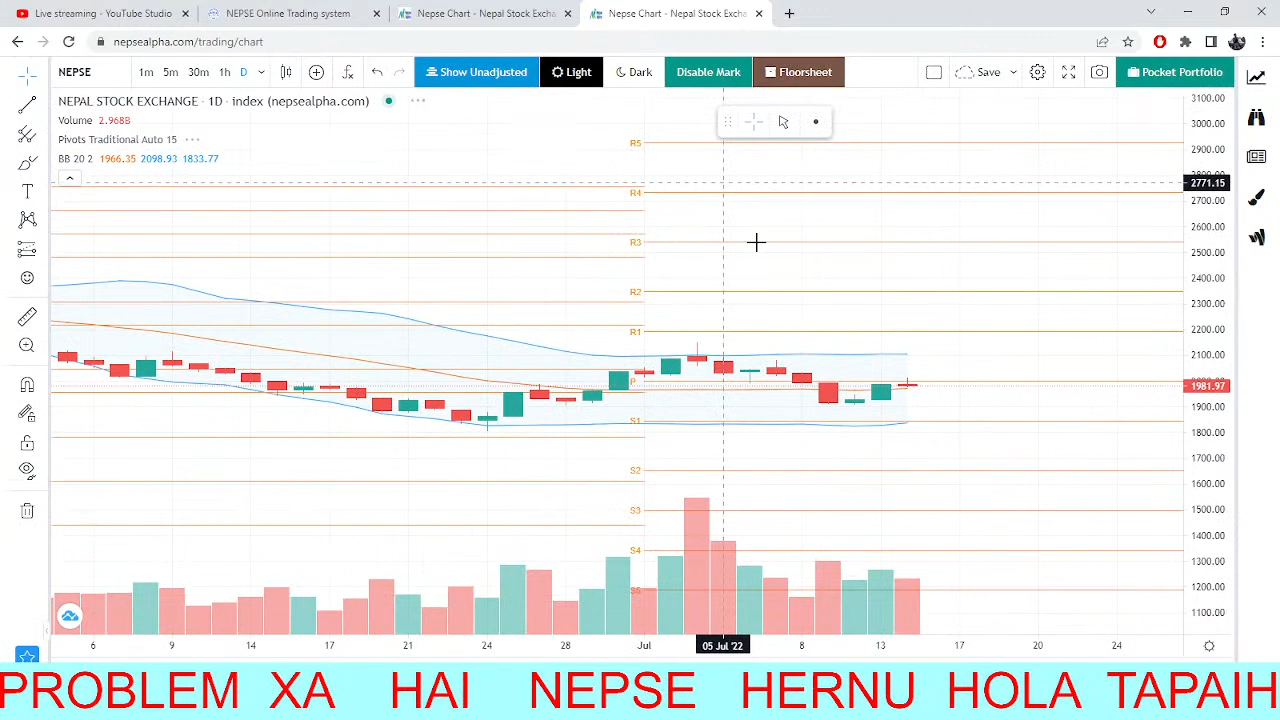 Live streaming - YouTube Studio
NEPSE Online Trading system
Nepse Chart - Nepal Stock Excha
Nepse Chart - Nepal Stock Excha
nepsealpha.com/trading/chart
NEPSE 1m 5m 30m 1h D Show Unadjusted Light Dark Disable Mark Floorsheet Save Pocket Portfolio
NEPAL STOCK EXCHANGE · 1D · index (nepsealpha.com)
Volume 2.968B
Pivots Traditional Auto 15
BB 20 2 1966.35 2098.93 1833.77
R5
R4
R3
R2
R1
P
S1
S2
S3
S4
3100.00
3000.00
2900.00
2771.15
2700.00
2600.00
2500.00
2400.00
2300.00
2200.00
2100.00
1981.97
1900.00
1800.00
1700.00
1600.00
1500.00
1400.00
1300.00
1200.00
1100.00
6 9 14 17 21 24 28 Jul 05 Jul '22 8 13 17 20 24
PROBLEM XA HAI NEPSE HERNU HOLA TAPAIH